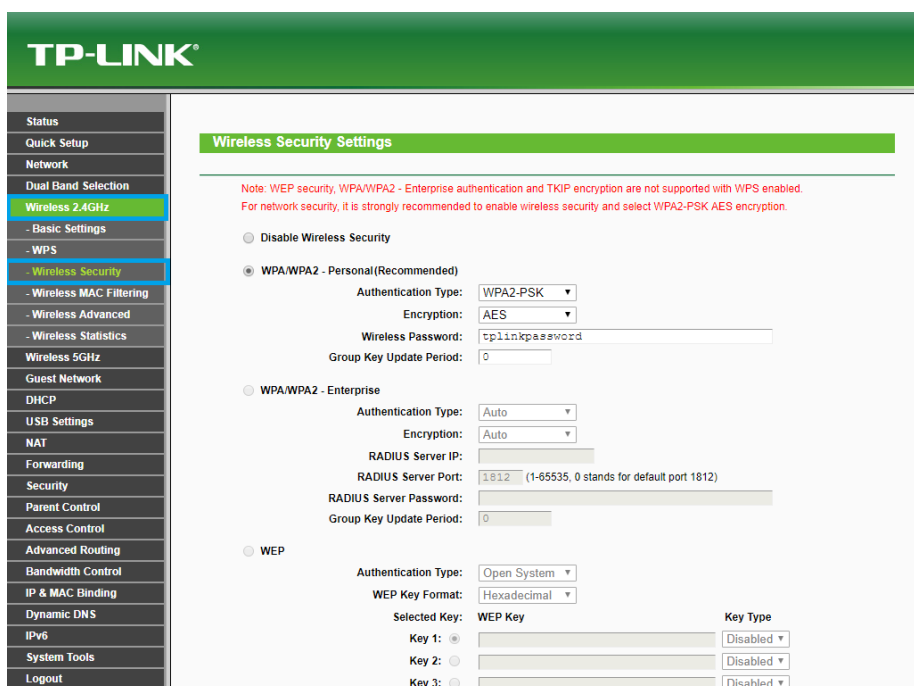 TP-LINK®
Status
Quick Setup
Network
Dual Band Selection
Wireless 2.4GHz
- Basic Settings
- WPS
- Wireless Security
- Wireless MAC Filtering
- Wireless Advanced
- Wireless Statistics
Wireless 5GHz
Guest Network
DHCP
USB Settings
NAT
Forwarding
Security
Parent Control
Access Control
Advanced Routing
Bandwidth Control
IP & MAC Binding
Dynamic DNS
IPv6
System Tools
Logout
Wireless Security Settings
Note: WEP security, WPA/WPA2 - Enterprise authentication and TKIP encryption are not supported with WPS enabled.
For network security, it is strongly recommended to enable wireless security and select WPA2-PSK AES encryption.
Disable Wireless Security
WPA/WPA2 - Personal(Recommended)
Authentication Type: WPA2-PSK
Encryption: AES
Wireless Password: tplinkpassword
Group Key Update Period: 0
WPA/WPA2 - Enterprise
Authentication Type: Auto
Encryption: Auto
RADIUS Server IP:
RADIUS Server Port: 1812 (1-65535, 0 stands for default port 1812)
RADIUS Server Password:
Group Key Update Period: 0
WEP
Authentication Type: Open System
WEP Key Format: Hexadecimal
Selected Key: WEP Key Key Type
Key 1: Disabled
Key 2: Disabled
Key 3: Disabled